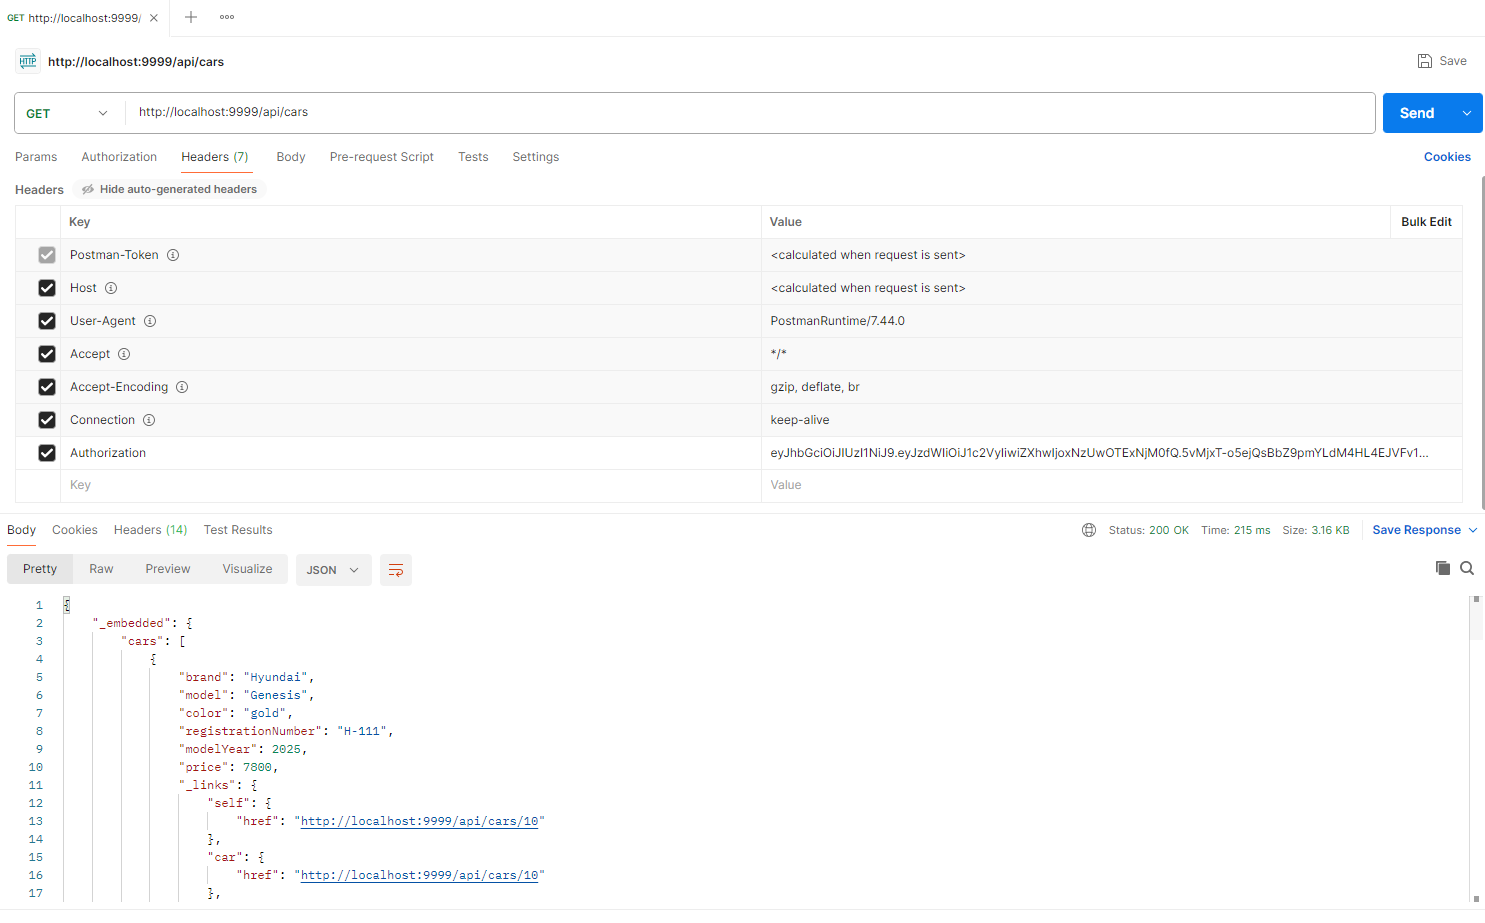 GET http://localhost:9999/
http://localhost:9999/api/cars
Save
GET http://localhost:9999/api/cars Send
Params Authorization Headers (7) Body Pre-request Script Tests Settings Cookies
Headers Hide auto-generated headers
Key Value Bulk Edit
Postman-Token <calculated when request is sent>
Host <calculated when request is sent>
User-Agent PostmanRuntime/7.44.0
Accept */*
Accept-Encoding gzip, deflate, br
Connection keep-alive
Authorization eyJhbGciOiJIUzI1NiJ9.eyJzdWIiOiJ1c2VyIiwiZXhwIjoxNzUwOTExNjM0fQ.5vMjxT-o5ejQsBbZ9pmYLdM4HL4EJVFv1...
Key Value
Body Cookies Headers (14) Test Results Status: 200 OK Time: 215 ms Size: 3.16 KB Save Response
Pretty Raw Preview Visualize JSON
1 {
2 "_embedded": {
3 "cars": [
4 {
5 "brand": "Hyundai",
6 "model": "Genesis",
7 "color": "gold",
8 "registrationNumber": "H-111",
9 "modelYear": 2025,
10 "price": 7800,
11 "_links": {
12 "self": {
13 "href": "http://localhost:9999/api/cars/10"
14 },
15 "car": {
16 "href": "http://localhost:9999/api/cars/10"
17 },